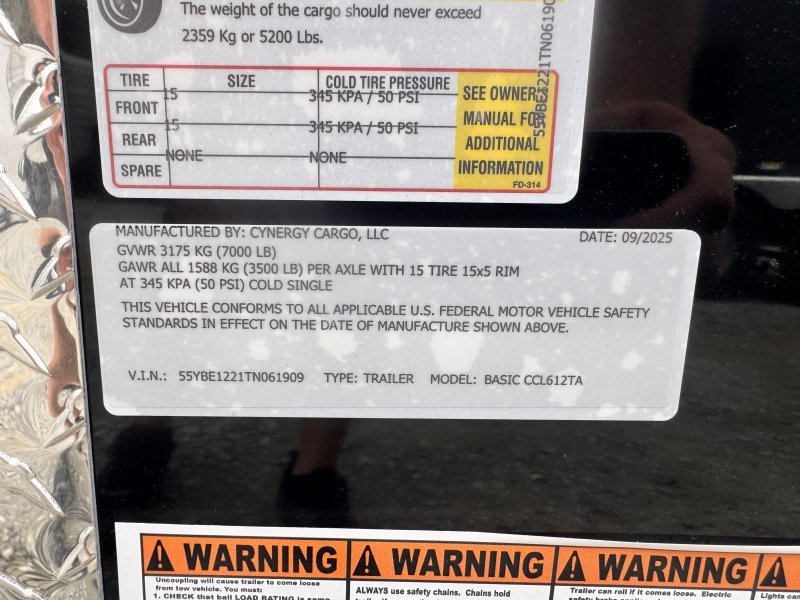 The weight of the cargo should never exceed
2359 Kg or 5200 Lbs.
TIRE SIZE COLD TIRE PRESSURE
FRONT 15 345 KPA / 50 PSI
REAR 15 345 KPA / 50 PSI
SPARE NONE NONE
SEE OWNER'S
MANUAL FOR
ADDITIONAL
INFORMATION
FD-314
55YBE1221TN061909
MANUFACTURED BY: CYNERGY CARGO, LLC DATE: 09/2025
GVWR 3175 KG (7000 LB)
GAWR ALL 1588 KG (3500 LB) PER AXLE WITH 15 TIRE 15x5 RIM
AT 345 KPA (50 PSI) COLD SINGLE
THIS VEHICLE CONFORMS TO ALL APPLICABLE U.S. FEDERAL MOTOR VEHICLE SAFETY
STANDARDS IN EFFECT ON THE DATE OF MANUFACTURE SHOWN ABOVE.
V.I.N.: 55YBE1221TN061909 TYPE: TRAILER MODEL: BASIC CCL612TA
WARNING WARNING WARNING
Uncoupling will cause trailer to come loose
from tow vehicle. You must:
1. CHECK that ball LOAD RATING is same
ALWAYS use safety chains. Chains hold
Trailer can roll if it comes loose. Electric
Lights can